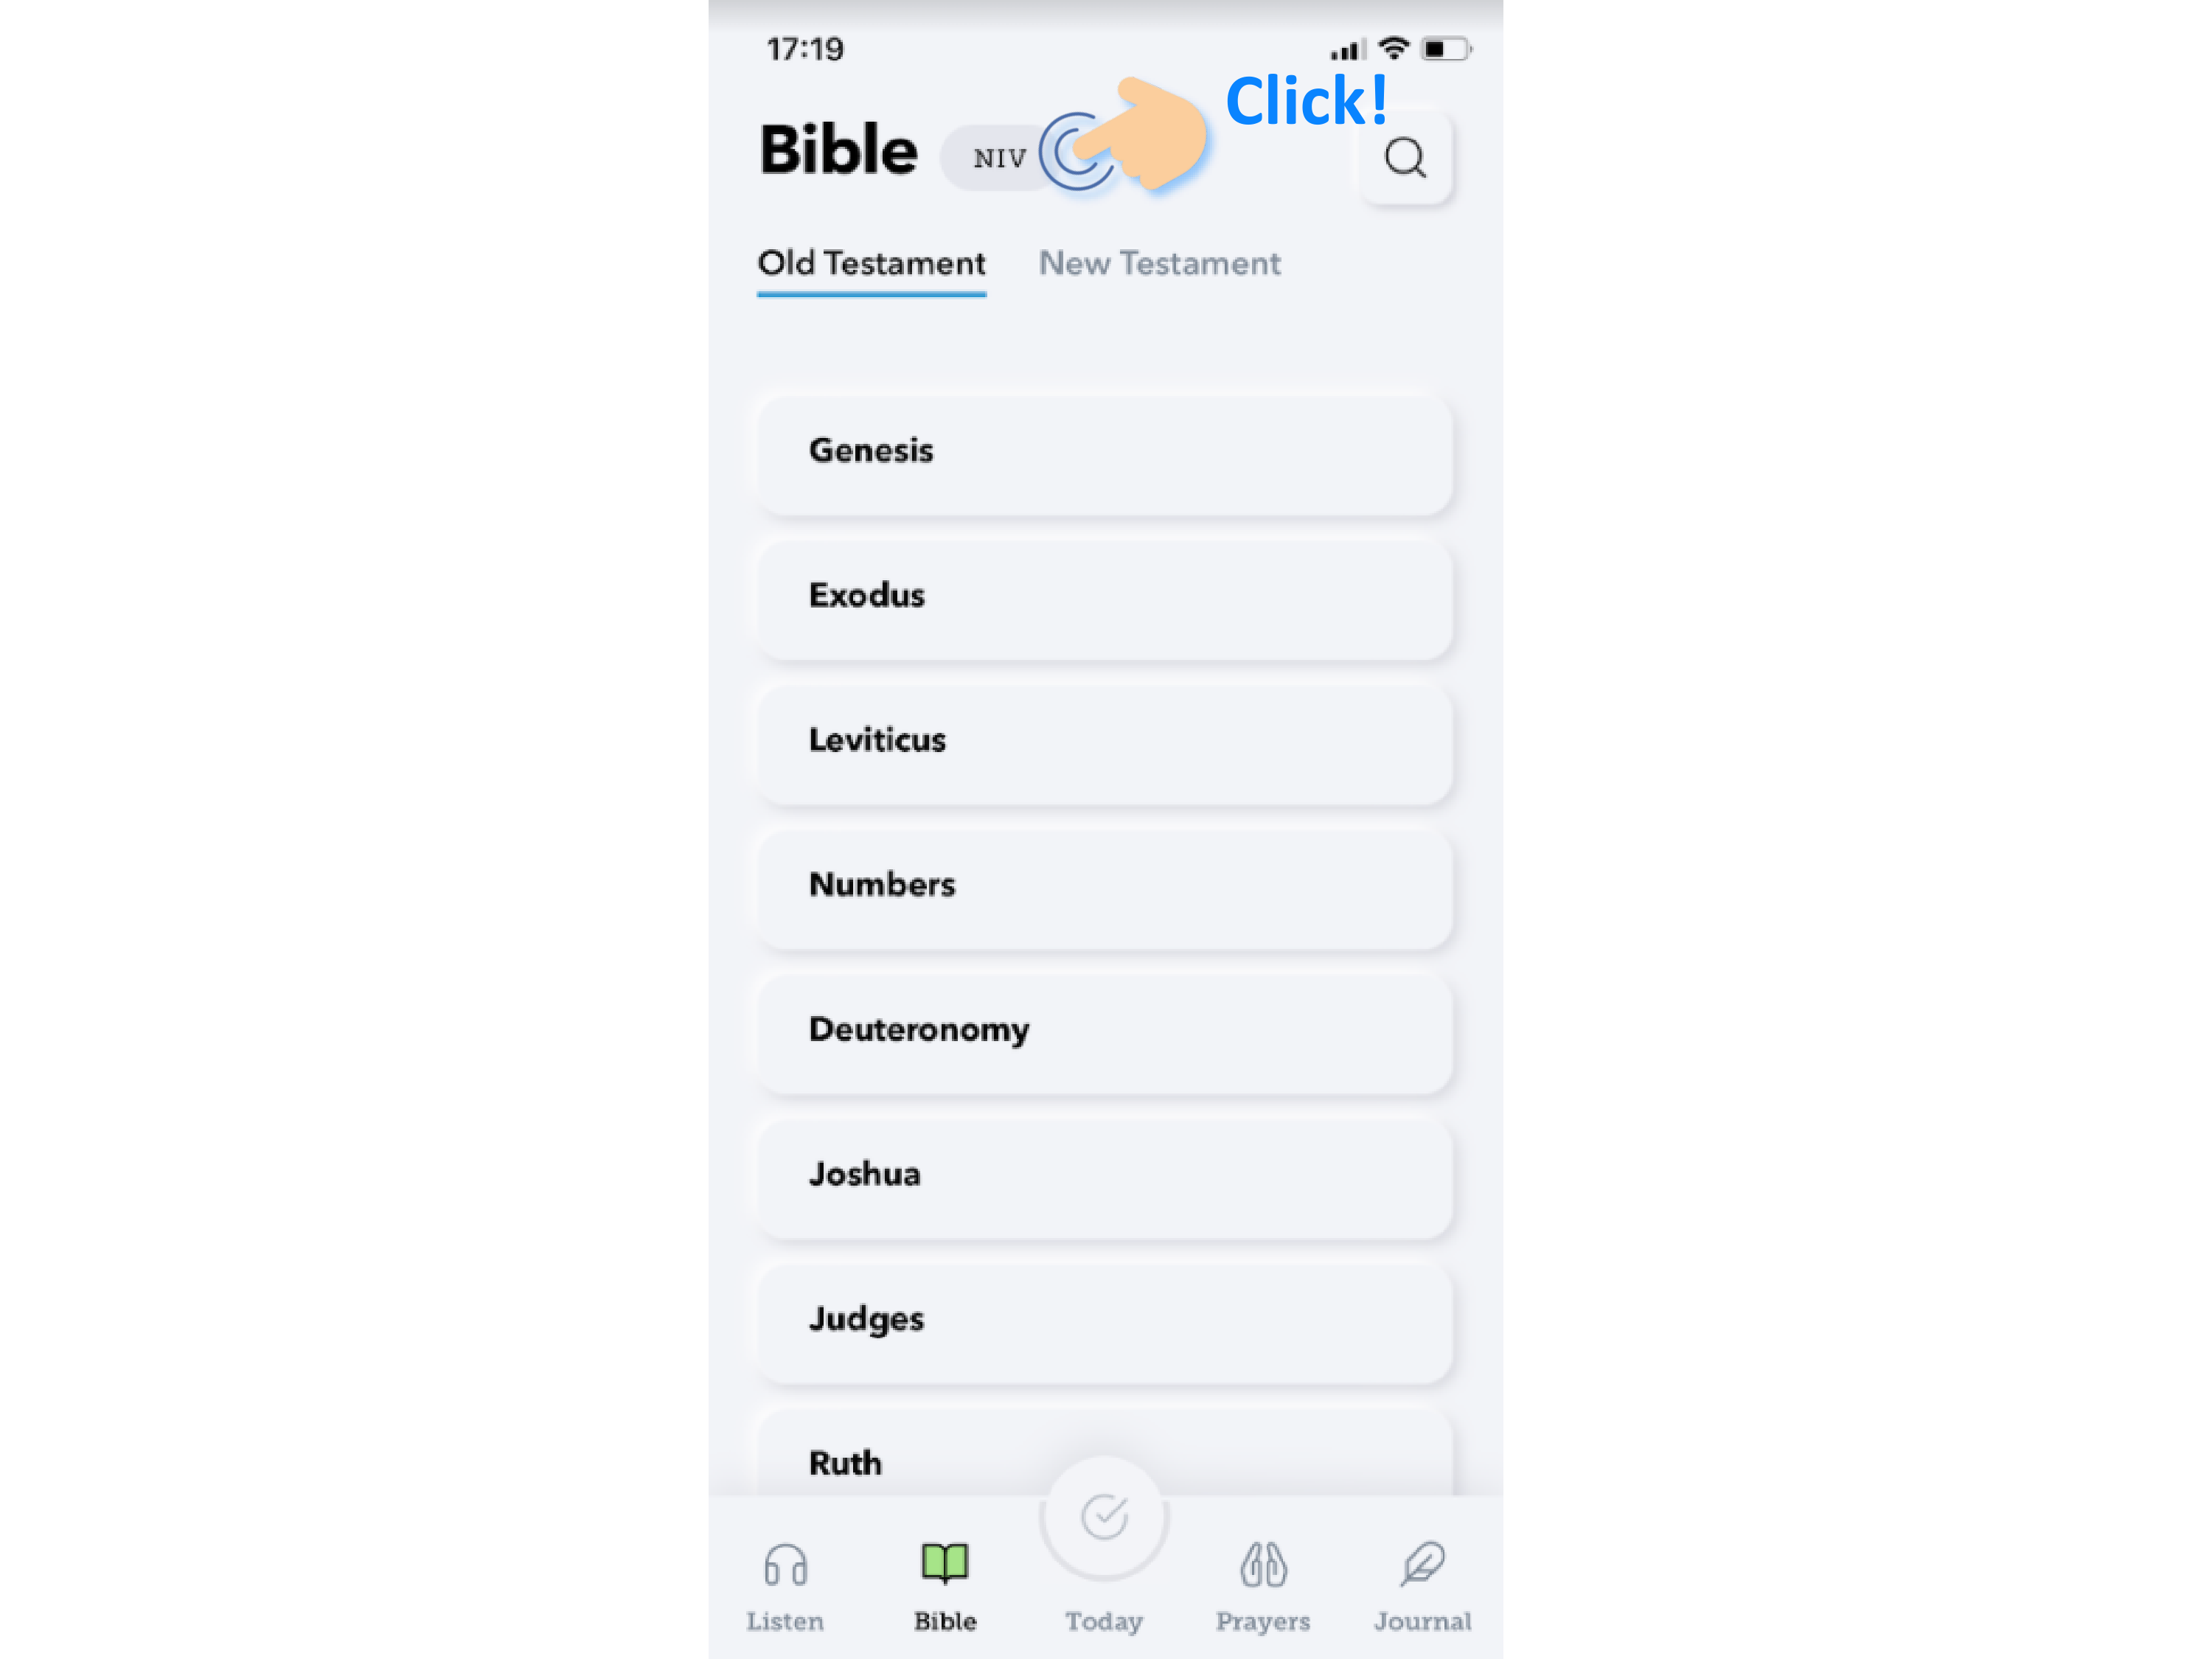 17:19
Click!
Bible NIV
Old Testament New Testament
Genesis
Exodus
Leviticus
Numbers
Deuteronomy
Joshua
Judges
Ruth
Listen Bible Today Prayers Journal